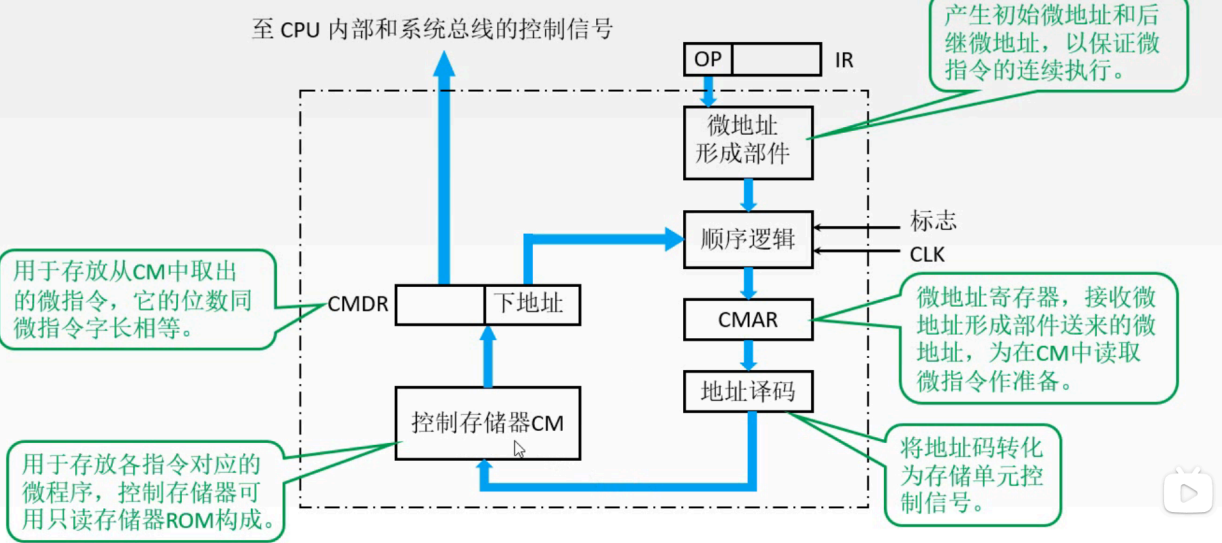 至 CPU 内部和系统总线的控制信号
OP
IR
产生初始微地址和后
继微地址，以保证微
指令的连续执行。
微地址
形成部件
顺序逻辑
标志
CLK
用于存放从CM中取出
的微指令，它的位数同
微指令字长相等。
CMDR
下地址
CMAR
微地址寄存器，接收微
地址形成部件送来的微
地址，为在CM中读取
微指令作准备。
地址译码
控制存储器CM
用于存放各指令对应的
微程序，控制存储器可
用只读存储器ROM构成。
将地址码转化
为存储单元控
制信号。